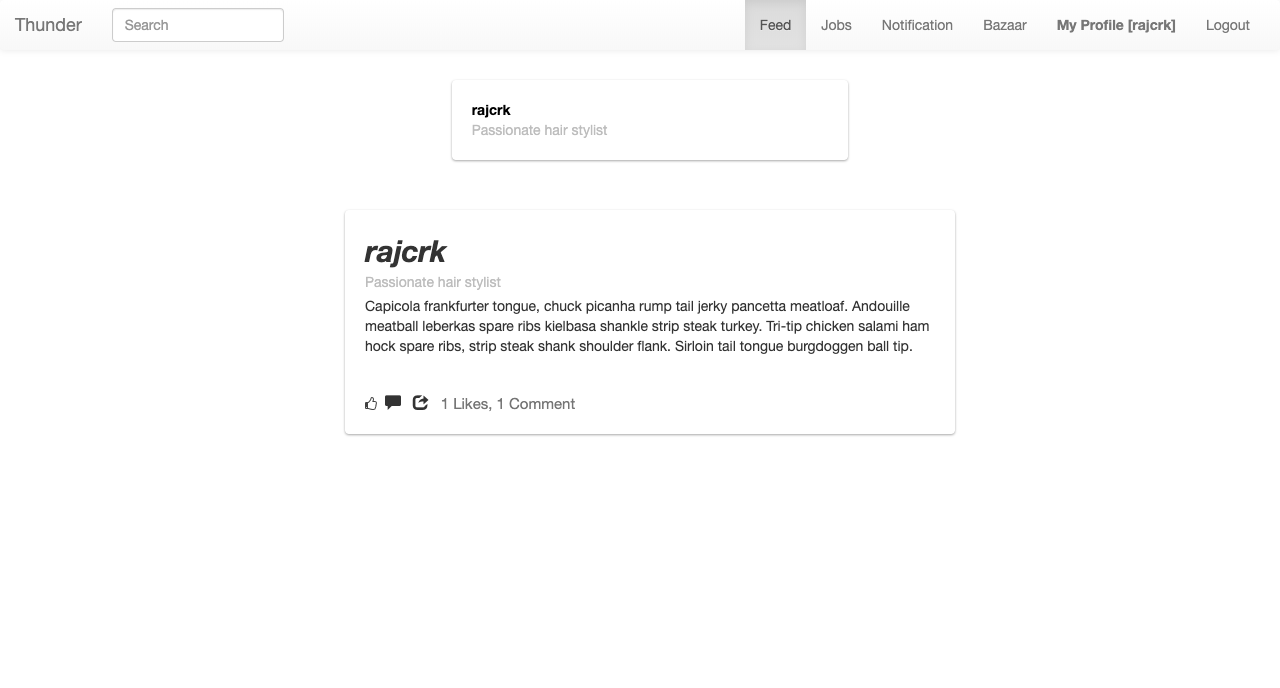 Thunder
Search
Feed
Jobs
Notification
Bazaar
My Profile [rajcrk]
Logout
rajcrk
Passionate hair stylist
rajcrk
Passionate hair stylist
Capicola frankfurter tongue, chuck picanha rump tail jerky pancetta meatloaf. Andouille
meatball leberkas spare ribs kielbasa shankle strip steak turkey. Tri-tip chicken salami ham
hock spare ribs, strip steak shank shoulder flank. Sirloin tail tongue burgdoggen ball tip.
1 Likes, 1 Comment